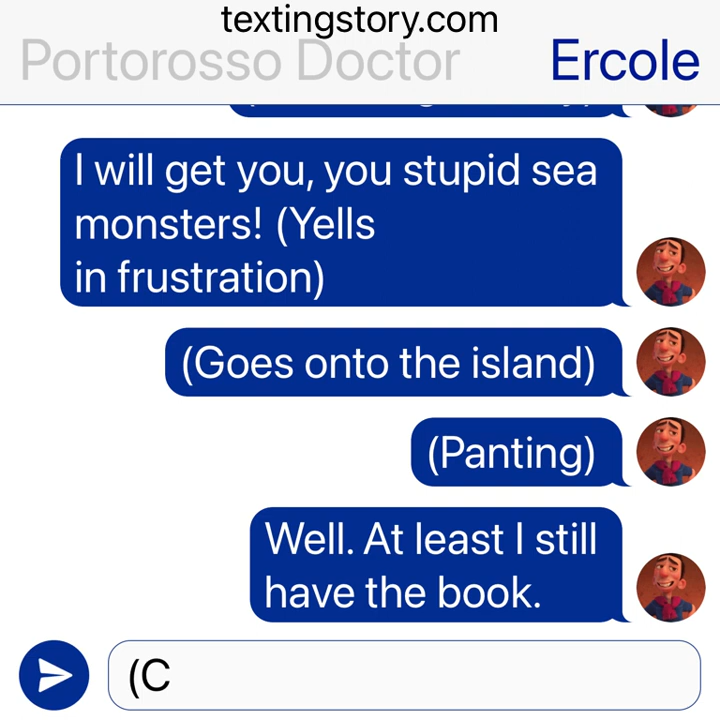 textingstory.com
Portorosso Doctor
Ercole
I will get you, you stupid sea
monsters! (Yells
in frustration)
(Goes onto the island)
(Panting)
Well. At least I still
have the book.
(C